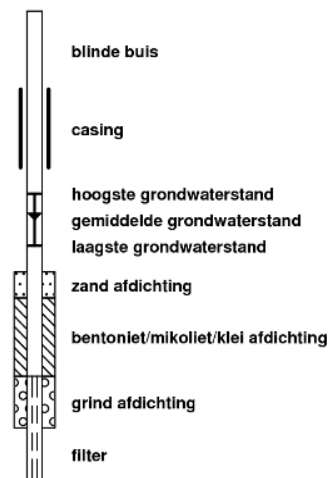 blinde buis
casing
hoogste grondwaterstand
gemiddelde grondwaterstand
laagste grondwaterstand
zand afdichting
bentoniet/mikoliet/klei afdichting
grind afdichting
filter